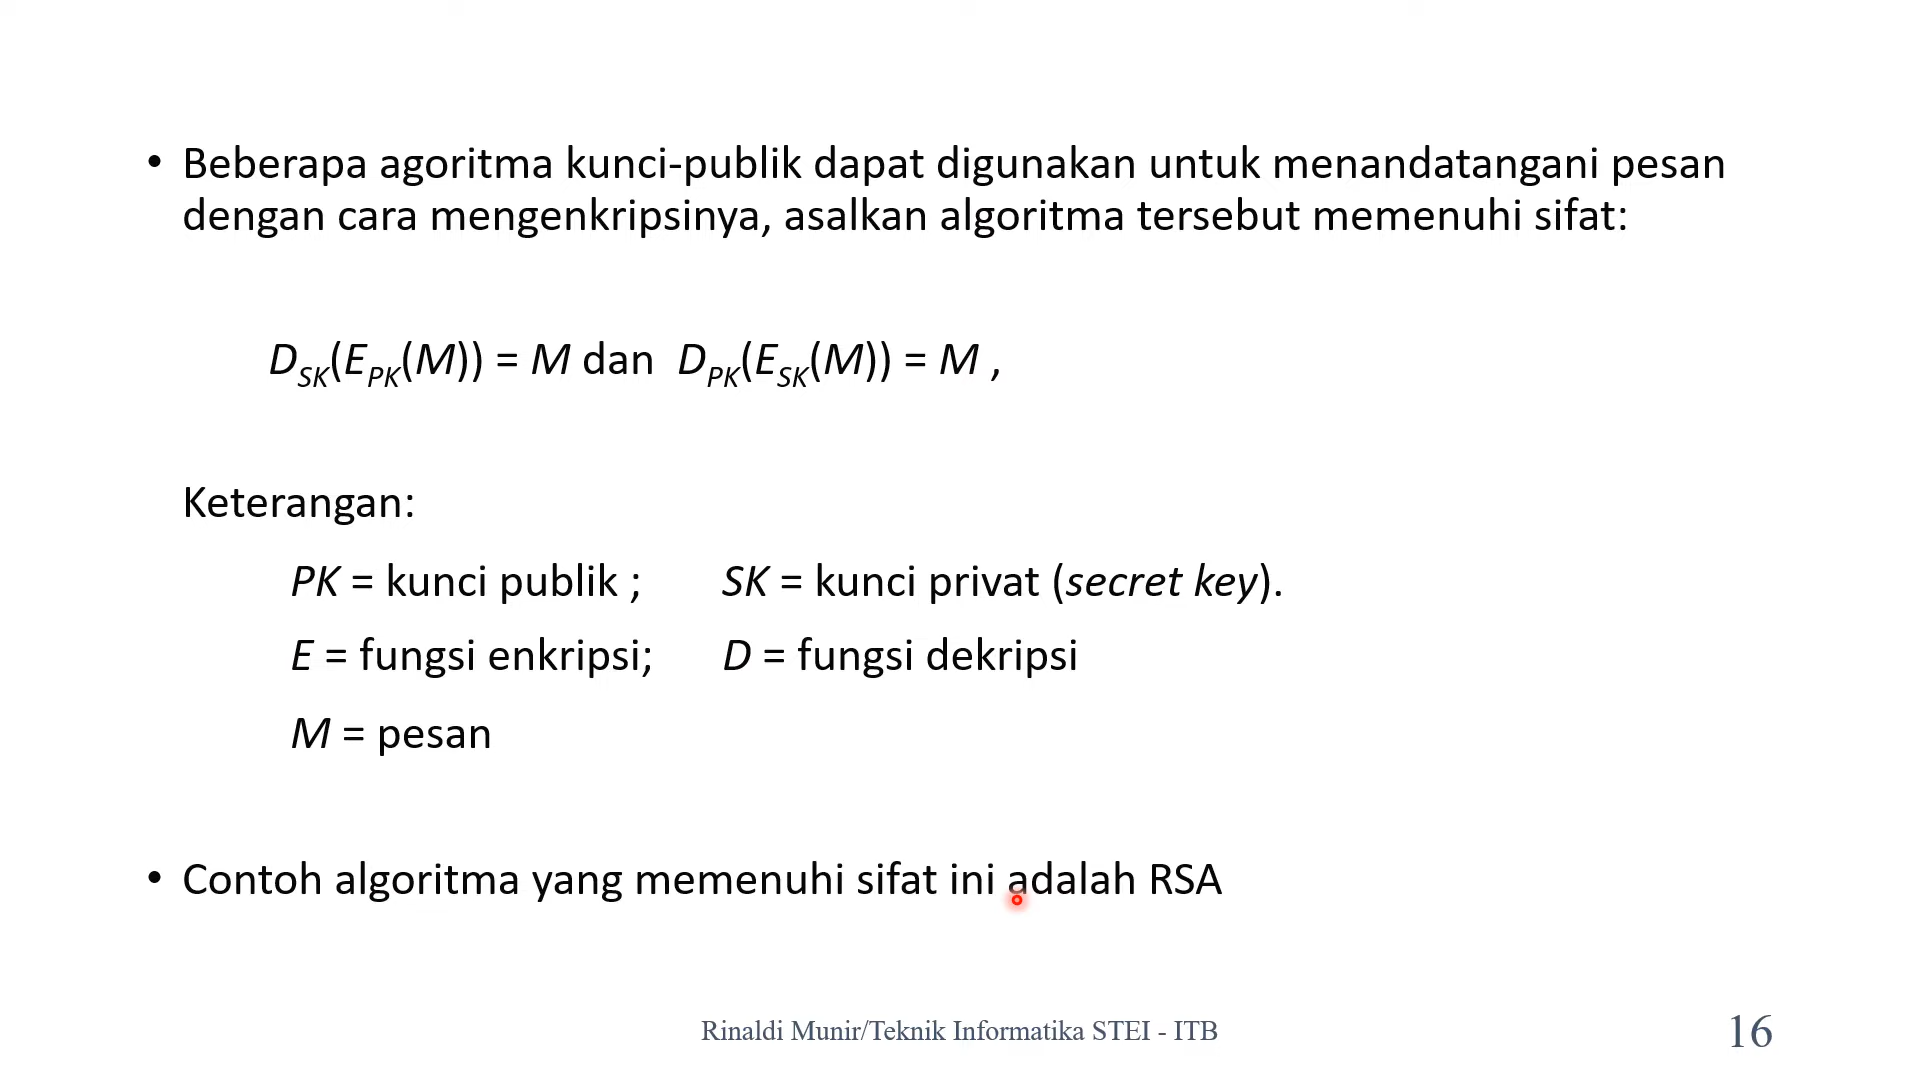 • Beberapa agoritma kunci-publik dapat digunakan untuk menandatangani pesan
dengan cara mengenkripsinya, asalkan algoritma tersebut memenuhi sifat:
D_SK(E_PK(M)) = M dan D_PK(E_SK(M)) = M ,
Keterangan:
PK = kunci publik ; SK = kunci privat (secret key).
E = fungsi enkripsi; D = fungsi dekripsi
M = pesan
• Contoh algoritma yang memenuhi sifat ini adalah RSA
Rinaldi Munir/Teknik Informatika STEI - ITB
16